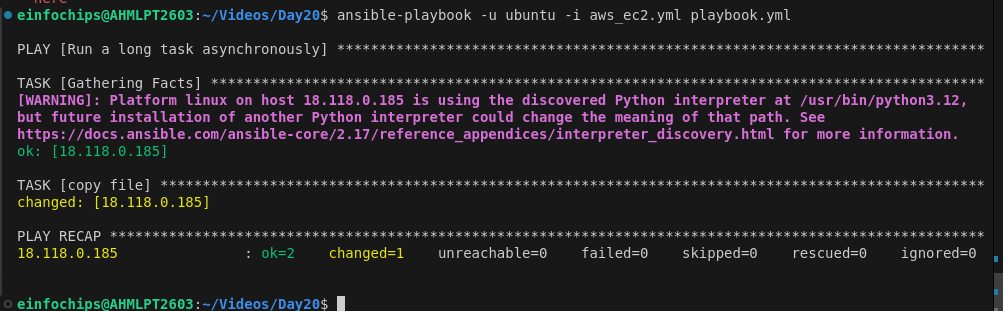 here
einfochips@AHMLPT2603:~/Videos/Day20$ ansible-playbook -u ubuntu -i aws_ec2.yml playbook.yml
PLAY [Run a long task asynchronously] *****************************************************************************
TASK [Gathering Facts] ********************************************************************************************
[WARNING]: Platform linux on host 18.118.0.185 is using the discovered Python interpreter at /usr/bin/python3.12,
but future installation of another Python interpreter could change the meaning of that path. See
https://docs.ansible.com/ansible-core/2.17/reference_appendices/interpreter_discovery.html for more information.
ok: [18.118.0.185]
TASK [copy file] **************************************************************************************************
changed: [18.118.0.185]
PLAY RECAP ********************************************************************************************************
18.118.0.185               : ok=2    changed=1    unreachable=0    failed=0    skipped=0    rescued=0    ignored=0
einfochips@AHMLPT2603:~/Videos/Day20$